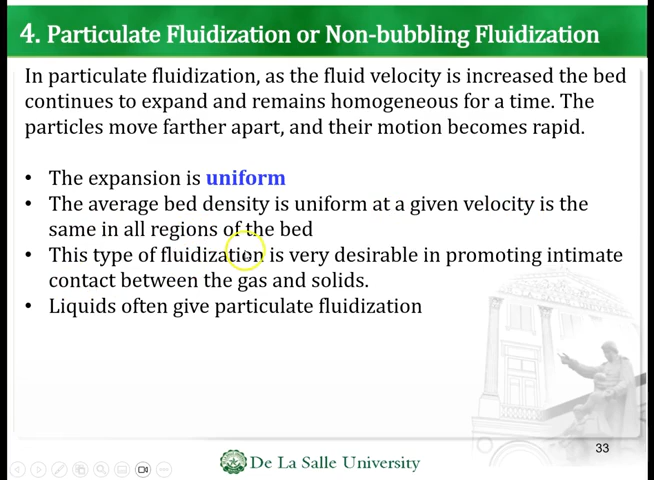 4. Particulate Fluidization or Non-bubbling Fluidization
In particulate fluidization, as the fluid velocity is increased the bed
continues to expand and remains homogeneous for a time. The
particles move farther apart, and their motion becomes rapid.
• The expansion is uniform
• The average bed density is uniform at a given velocity is the
same in all regions of the bed
• This type of fluidization is very desirable in promoting intimate
contact between the gas and solids.
• Liquids often give particulate fluidization
33
De La Salle University